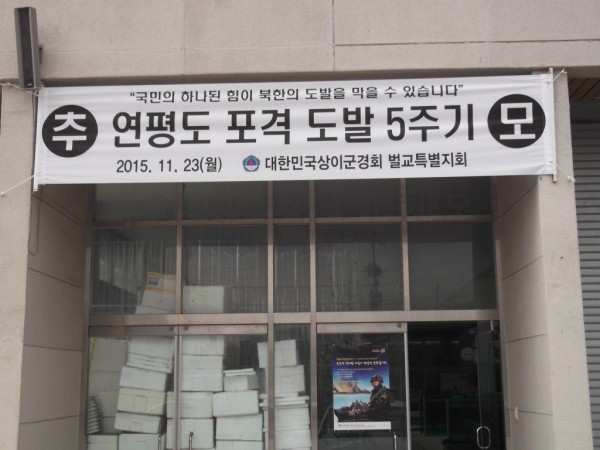 “국민의 하나된 힘이 북한의 도발을 막을 수 있습니다”
추 연평도 포격 도발 5주기 모
2015. 11. 23(월) 대한민국상이군경회 벌교특별지회